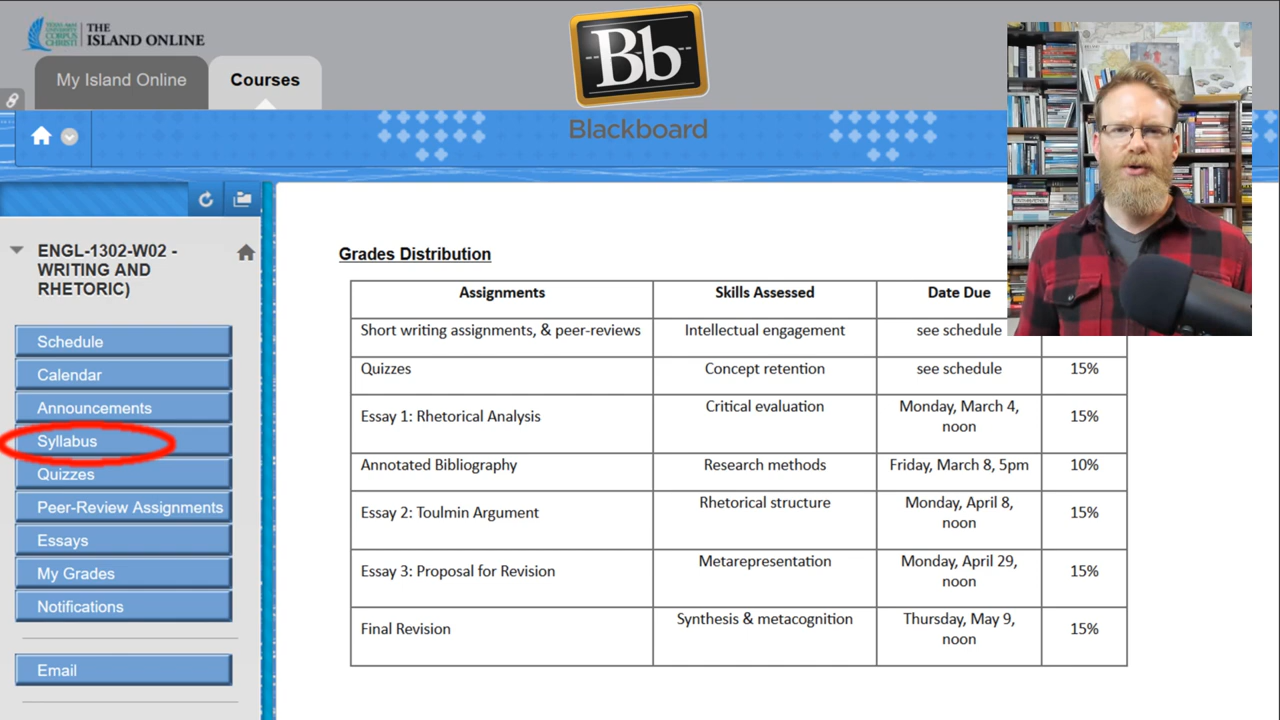 TEXAS A&M
UNIVERSITY
CORPUS
CHRISTI
THE
ISLAND ONLINE
My Island Online
Courses
Bb
Blackboard
ENGL-1302-W02 -
WRITING AND
RHETORIC)
Schedule
Calendar
Announcements
Syllabus
Quizzes
Peer-Review Assignments
Essays
My Grades
Notifications
Email
Grades Distribution
Assignments Skills Assessed Date Due
Short writing assignments, & peer-reviews Intellectual engagement see schedule
Quizzes Concept retention see schedule 15%
Essay 1: Rhetorical Analysis Critical evaluation Monday, March 4,
noon 15%
Annotated Bibliography Research methods Friday, March 8, 5pm 10%
Essay 2: Toulmin Argument Rhetorical structure Monday, April 8,
noon 15%
Essay 3: Proposal for Revision Metarepresentation Monday, April 29,
noon 15%
Final Revision Synthesis & metacognition Thursday, May 9,
noon 15%